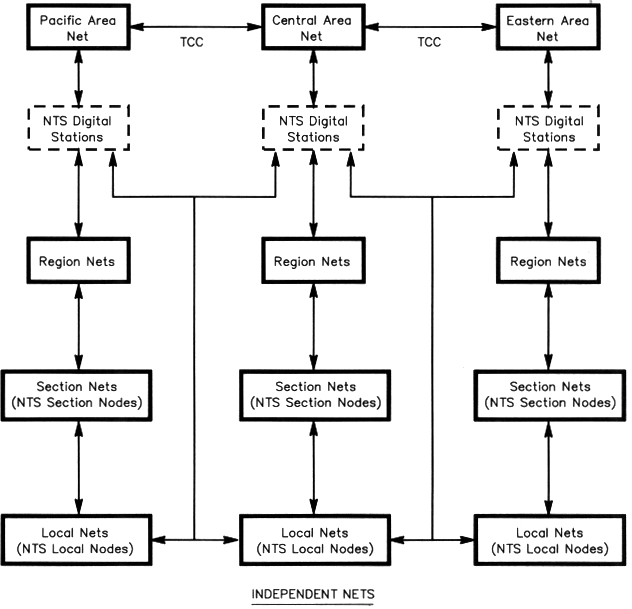 Pacific Area
Net
TCC
Central Area
Net
TCC
Eastern Area
Net
NTS Digital
Stations
NTS Digital
Stations
NTS Digital
Stations
Region Nets
Region Nets
Region Nets
Section Nets
(NTS Section Nodes)
Section Nets
(NTS Section Nodes)
Section Nets
(NTS Section Nodes)
Local Nets
(NTS Local Nodes)
Local Nets
(NTS Local Nodes)
Local Nets
(NTS Local Nodes)
INDEPENDENT NETS